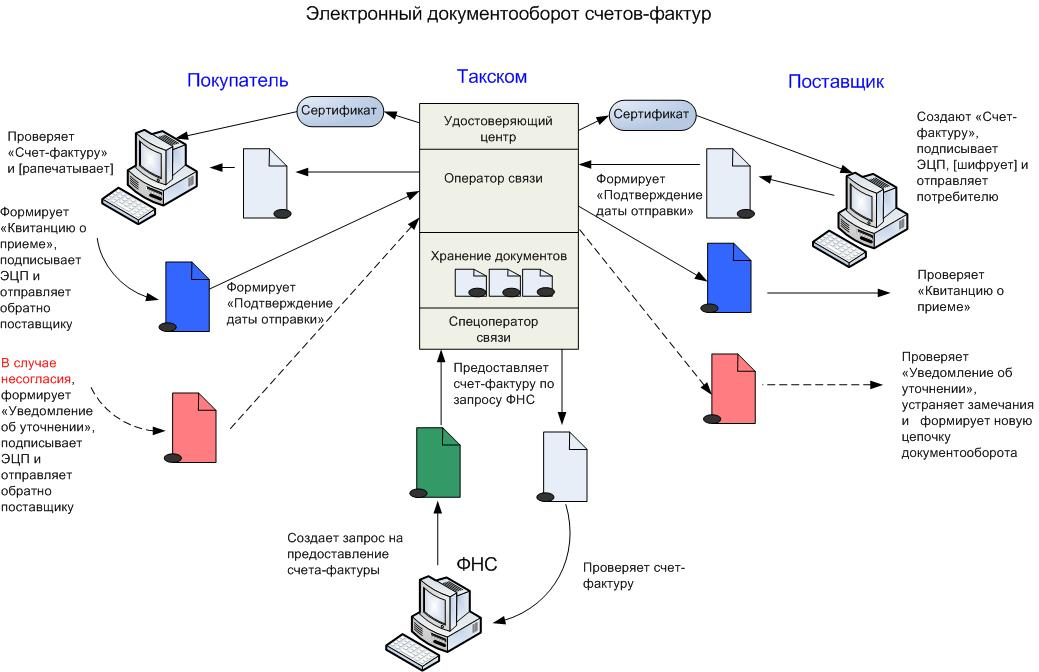 Электронный документооборот счетов-фактур
Покупатель
Такском
Поставщик
Сертификат
Удостоверяющий
центр
Сертификат
Проверяет
«Счет-фактуру»
и [рапечатывает]
Оператор связи
Формирует
«Подтверждение
даты отправки»
Создают «Счет-
фактуру»,
подписывает
ЭЦП, [шифрует] и
отправляет
потребителю
Формирует
«Квитанцию о
приеме»,
подписывает
ЭЦП и
отправляет
обратно
поставщику
Формирует
«Подтверждение
даты отправки»
Хранение документов
Спецоператор
связи
Проверяет
«Квитанцию о
приеме»
В случае
несогласия,
формирует
«Уведомление
об уточнении»,
подписывает
ЭЦП и
отправляет
обратно
поставщику
Предоставляет
счет-фактуру по
запросу ФНС
Проверяет
«Уведомление об
уточнении»,
устраняет замечания
и формирует новую
цепочку
документооборота
Создает запрос на
предоставление
счета-фактуры
ФНС
Проверяет счет-
фактуру